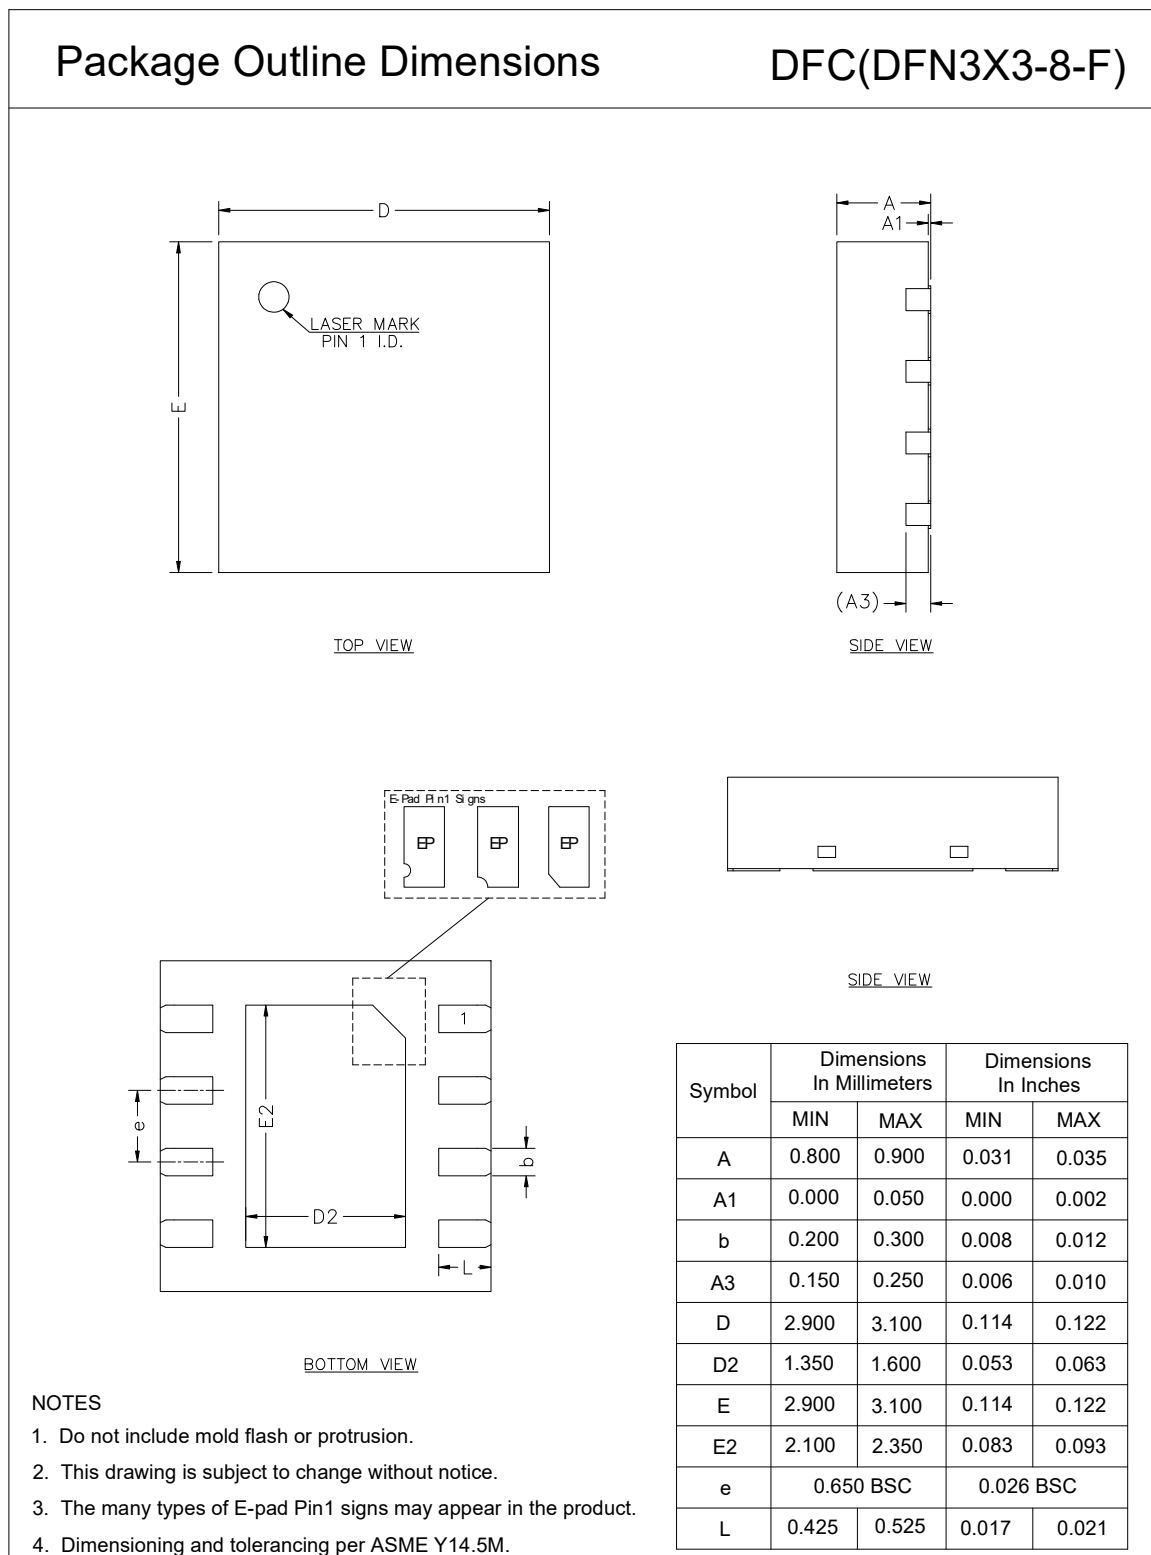 Package Outline Dimensions
DFC(DFN3X3-8-F)
D
A
A1
LASER MARK
PIN 1 I.D.
E
(A3)
TOP VIEW
SIDE VIEW
E-Pad Pin1 Signs
EP EP EP
SIDE VIEW
1
e
E2
b
D2
L
BOTTOM VIEW
Symbol Dimensions In Millimeters Dimensions In Inches
MIN MAX MIN MAX
A 0.800 0.900 0.031 0.035
A1 0.000 0.050 0.000 0.002
b 0.200 0.300 0.008 0.012
A3 0.150 0.250 0.006 0.010
D 2.900 3.100 0.114 0.122
D2 1.350 1.600 0.053 0.063
E 2.900 3.100 0.114 0.122
E2 2.100 2.350 0.083 0.093
e 0.650 BSC 0.026 BSC
L 0.425 0.525 0.017 0.021
NOTES
1. Do not include mold flash or protrusion.
2. This drawing is subject to change without notice.
3. The many types of E-pad Pin1 signs may appear in the product.
4. Dimensioning and tolerancing per ASME Y14.5M.